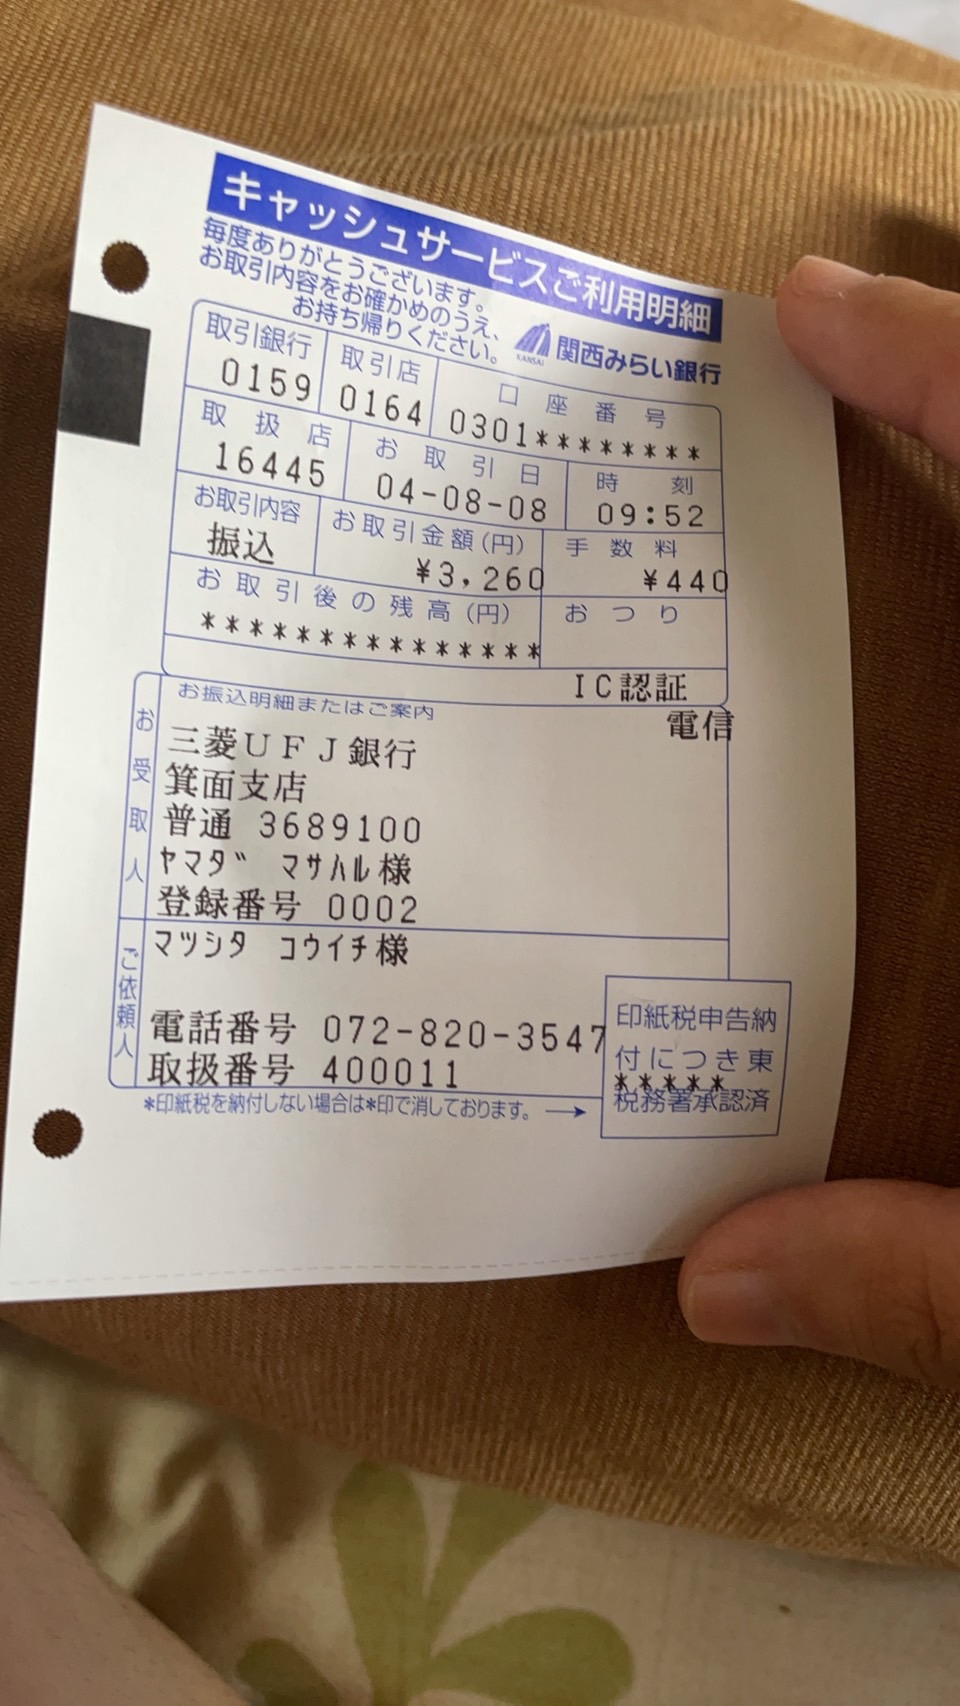 キャッシュサービスご利用明細
毎度ありがとうございます。
お取引内容をお確かめのうえ、
お持ち帰りください。
KANSAI 関西みらい銀行
取引銀行 取引店 口座番号
0159 0164 0301********
取扱店 お取引日 時刻
16445 04-08-08 09:52
お取引内容 お取引金額(円) 手数料
振込 ¥3,260 ¥440
お取引後の残高(円) おつり
***************
IC認証
お振込明細またはご案内
電信
お受取人
三菱UFJ銀行
箕面支店
普通 3689100
ヤマダ゛ マサハル様
登録番号 0002
ご依頼人
マツシタ コウイチ様
電話番号 072-820-3547
取扱番号 400011
印紙税申告納
付につき東
*****
税務署承認済
*印紙税を納付しない場合は*印で消しております。→